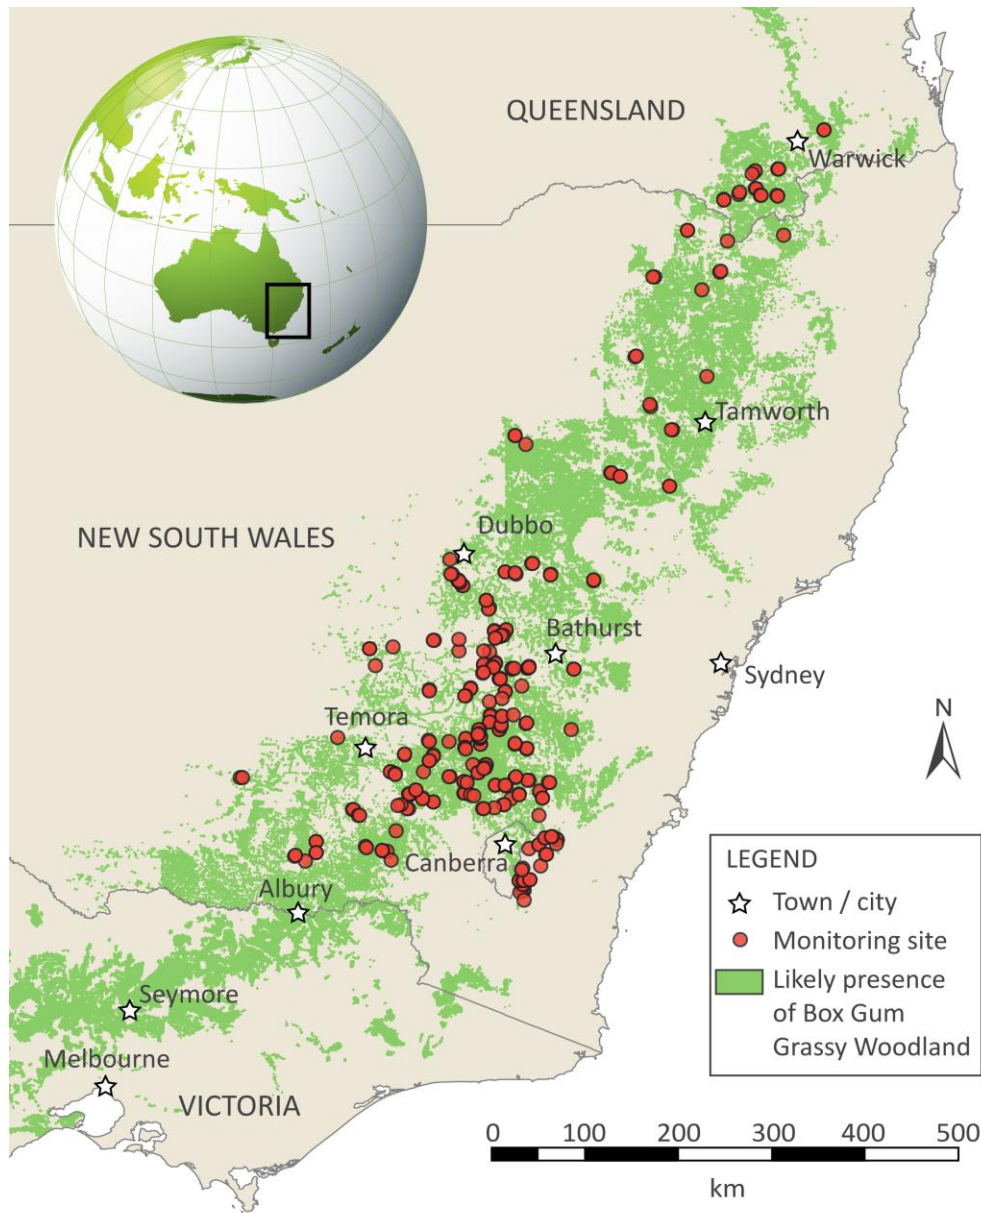 QUEENSLAND
Warwick
Tamworth
Dubbo
NEW SOUTH WALES
Bathurst
Sydney
Temora
N
Canberra
Albury
Seymore
Melbourne
VICTORIA
LEGEND
Town / city
Monitoring site
Likely presence
of Box Gum
Grassy Woodland
0 100 200 300 400 500
km